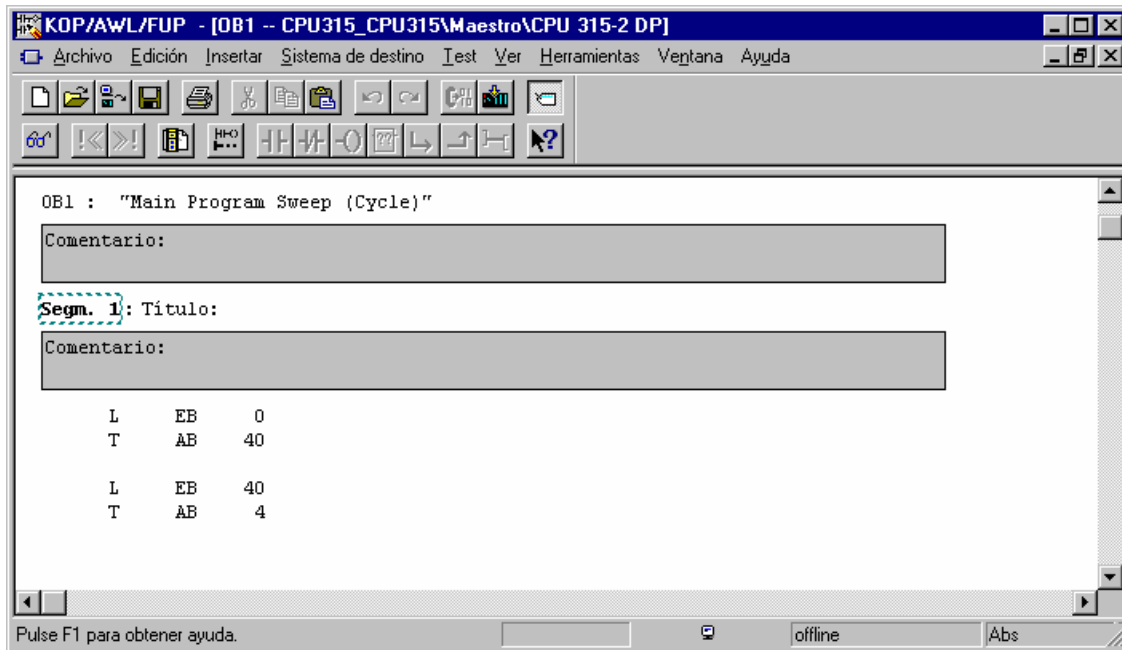 KOP/AWL/FUP - [OB1 -- CPU315_CPU315\Maestro\CPU 315-2 DP]
Archivo Edición Insertar Sistema de destino Test Ver Herramientas Ventana Ayuda
OB1 : "Main Program Sweep (Cycle)"
Comentario:
Segm. 1: Título:
Comentario:
L EB 0
T AB 40
L EB 40
T AB 4
Pulse F1 para obtener ayuda. offline Abs